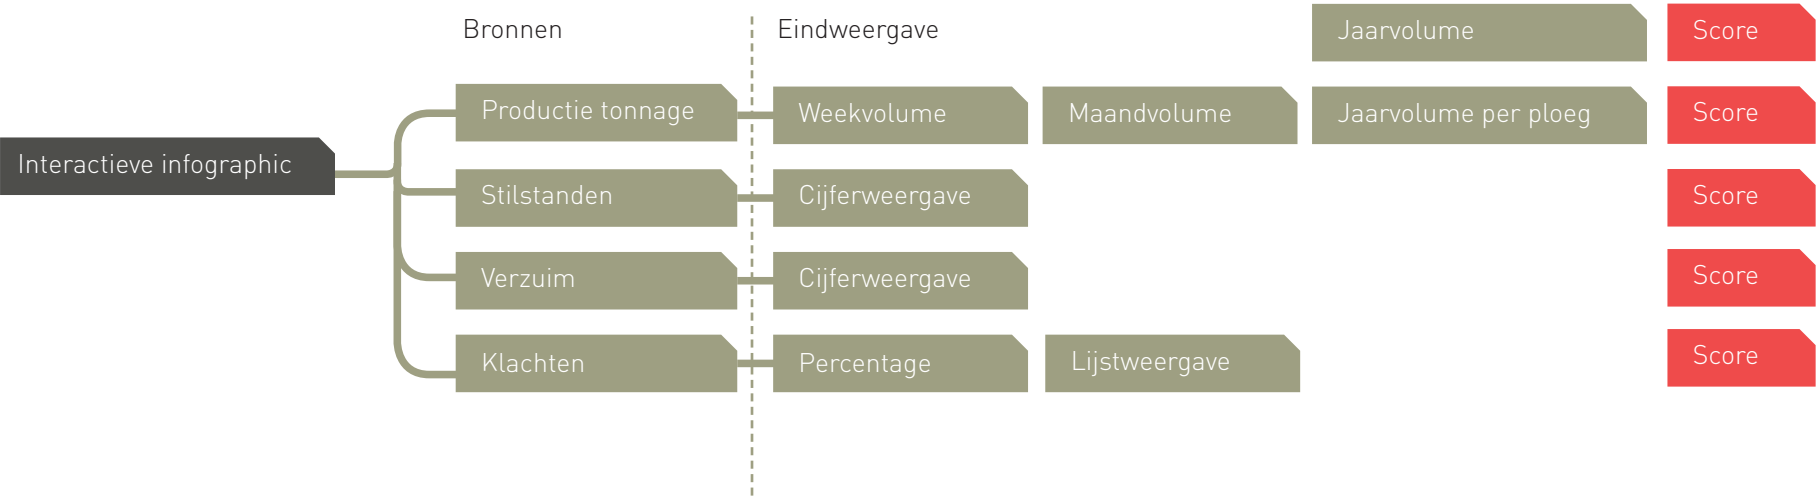 Bronnen
Eindweergave
Jaarvolume
Score
Productie tonnage
Weekvolume
Maandvolume
Jaarvolume per ploeg
Score
Interactieve infographic
Stilstanden
Cijferweergave
Score
Verzuim
Cijferweergave
Score
Klachten
Percentage
Lijstweergave
Score